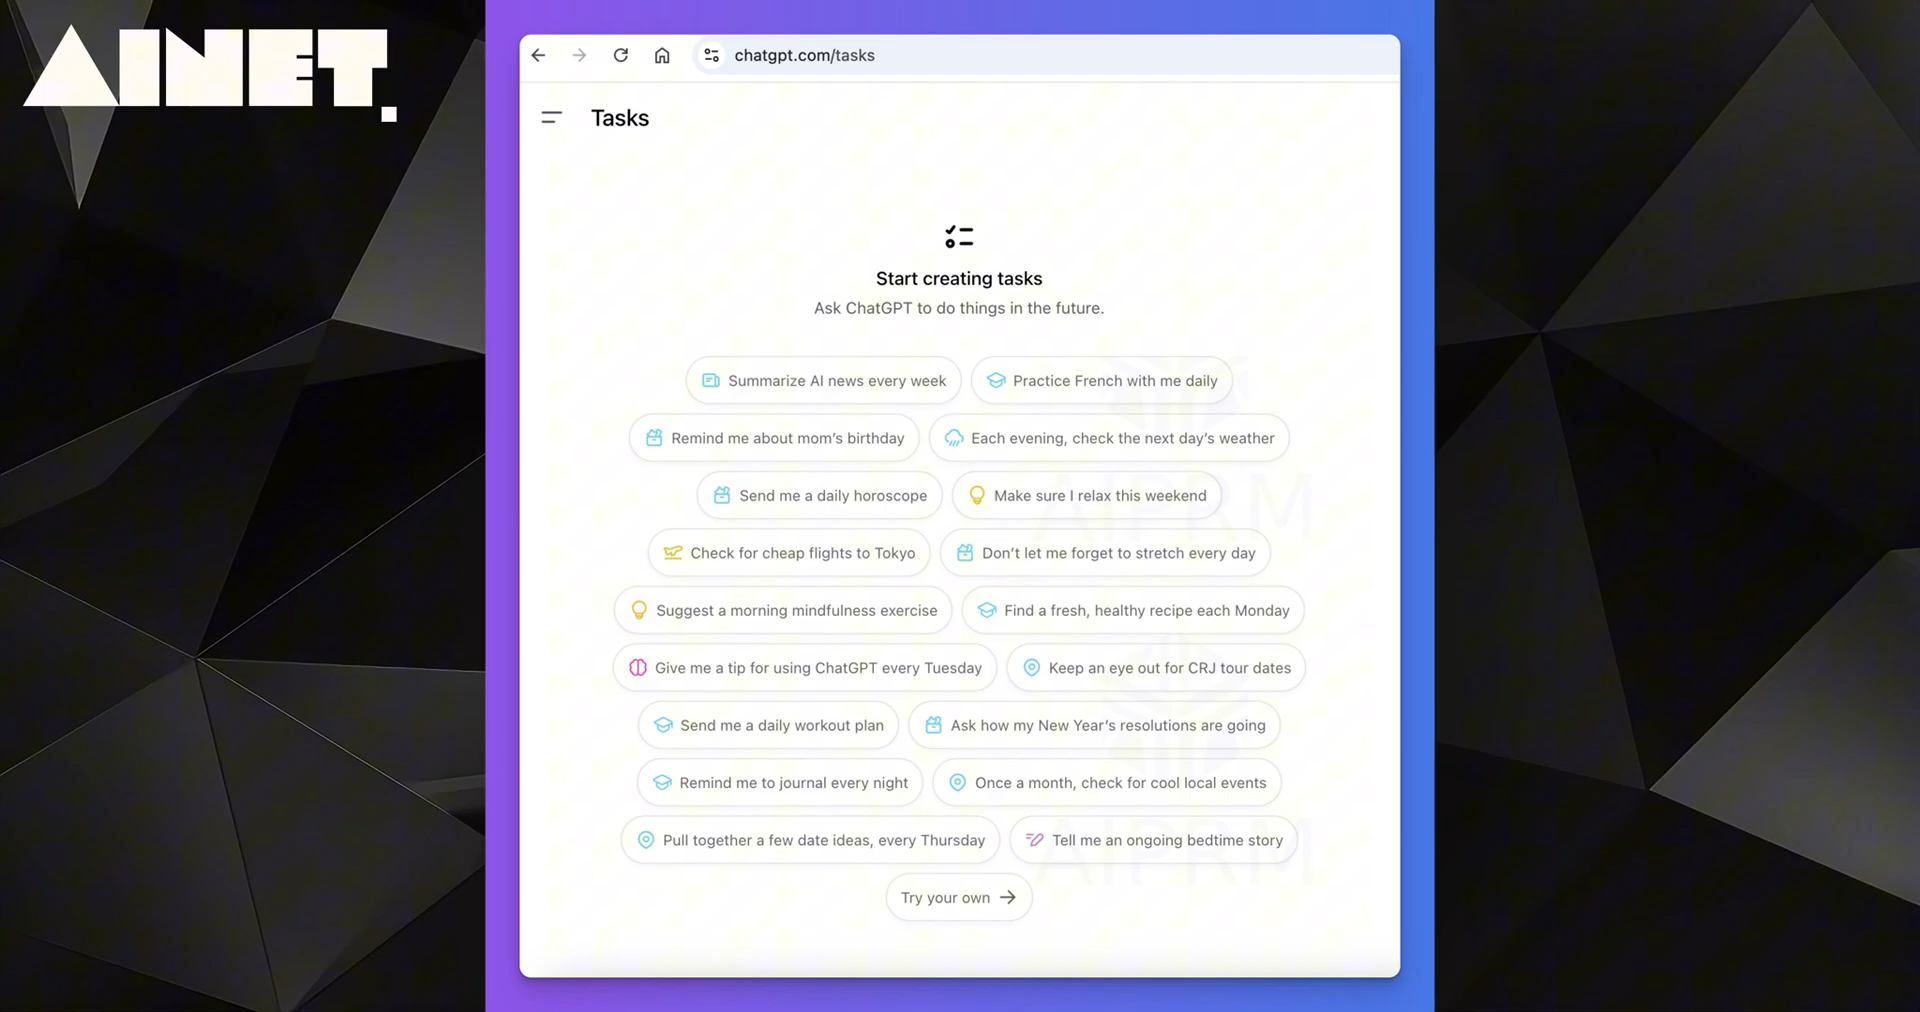 AINET.
chatgpt.com/tasks
Tasks
Start creating tasks
Ask ChatGPT to do things in the future.
Summarize AI news every week
Practice French with me daily
Remind me about mom’s birthday
Each evening, check the next day’s weather
Send me a daily horoscope
Make sure I relax this weekend
AIPRM
Check for cheap flights to Tokyo
Don’t let me forget to stretch every day
Suggest a morning mindfulness exercise
Find a fresh, healthy recipe each Monday
Give me a tip for using ChatGPT every Tuesday
Keep an eye out for CRJ tour dates
Send me a daily workout plan
Ask how my New Year’s resolutions are going
Remind me to journal every night
Once a month, check for cool local events
Pull together a few date ideas, every Thursday
Tell me an ongoing bedtime story
AIPRM
Try your own